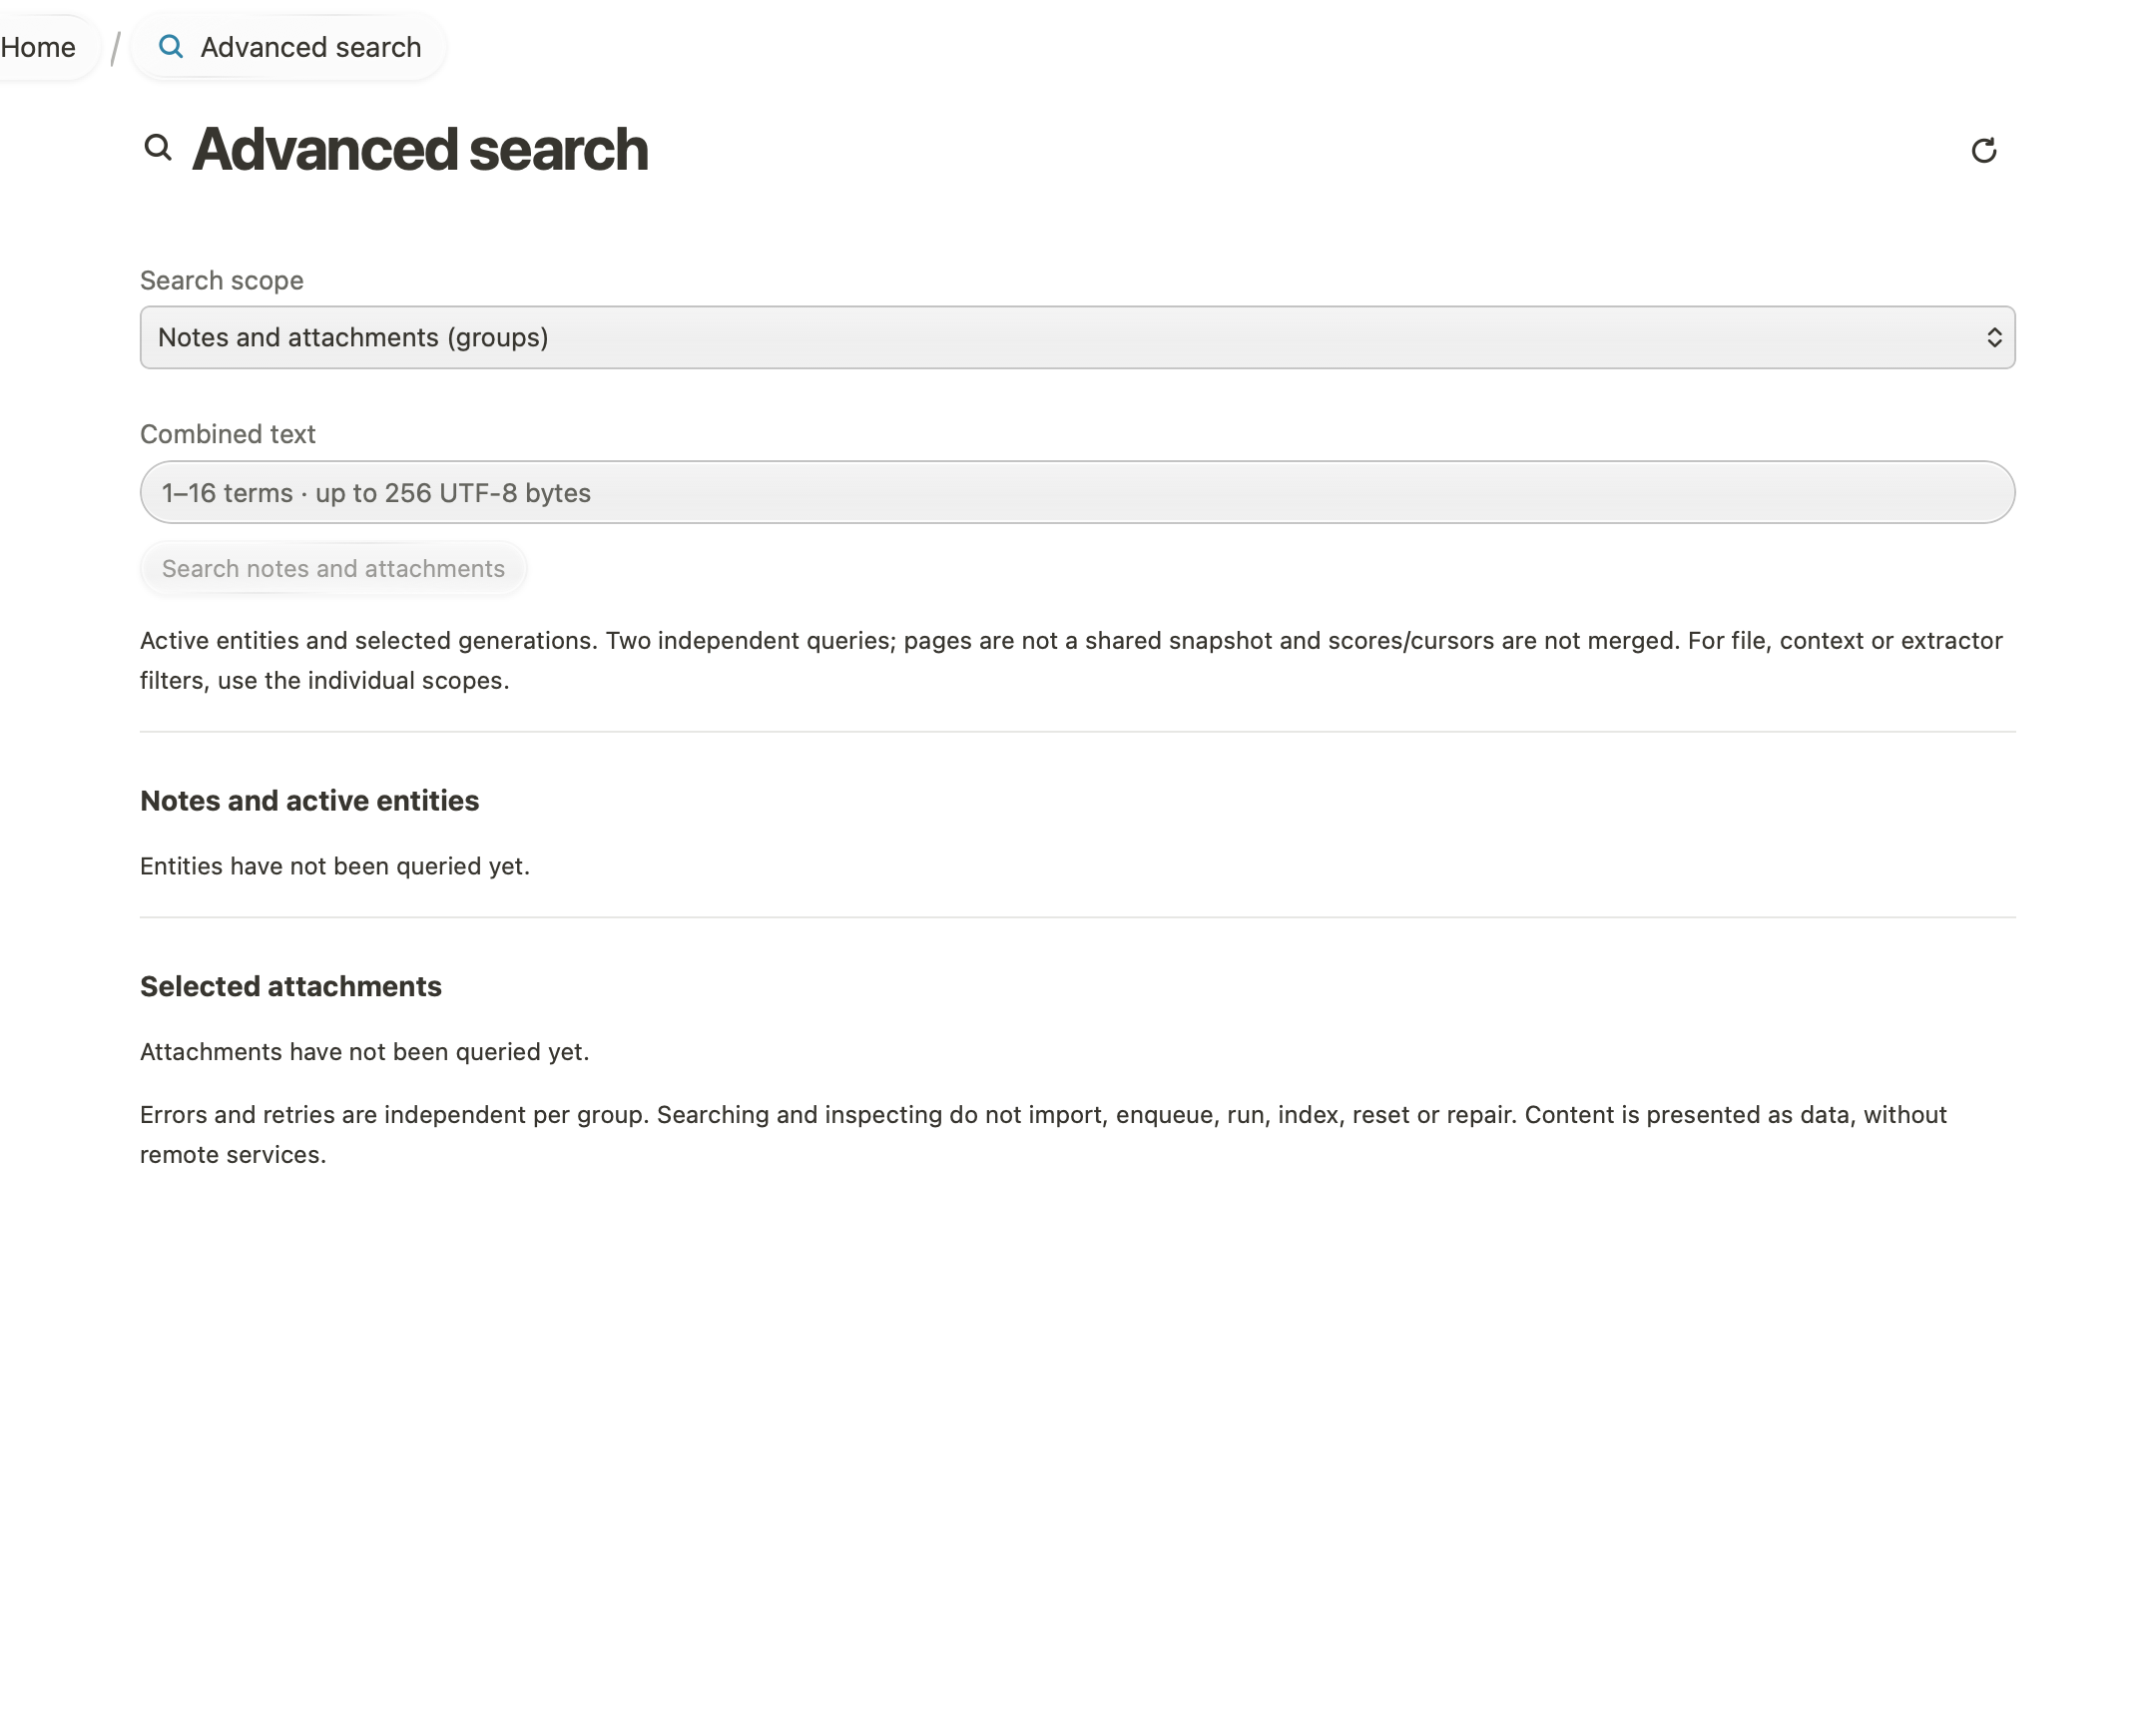 Home / Advanced search
Advanced search
Search scope
Notes and attachments (groups)
Combined text
1–16 terms · up to 256 UTF-8 bytes
Search notes and attachments
Active entities and selected generations. Two independent queries; pages are not a shared snapshot and scores/cursors are not merged. For file, context or extractor
filters, use the individual scopes.
Notes and active entities
Entities have not been queried yet.
Selected attachments
Attachments have not been queried yet.
Errors and retries are independent per group. Searching and inspecting do not import, enqueue, run, index, reset or repair. Content is presented as data, without
remote services.